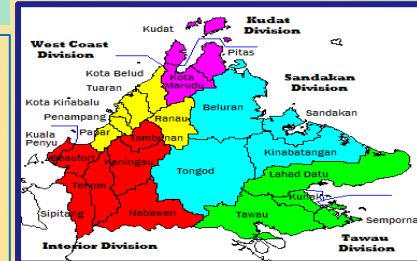 Kudat
Kudat
Division
West Coast
Division
Pitas
Kota Belud
Kota
Marudu
Sandakan
Division
Tuaran
Kota Kinabalu
Beluran
Penampang
Ranau
Sandakan
Kuala
Penyu
Papar
Tambunan
Kinabatangan
Beaufort
Keningau
Tongod
Lahad Datu
Tenom
Kunak
Sipitang
Nabawan
Tawau
Semporna
Interior Division
Tawau
Division